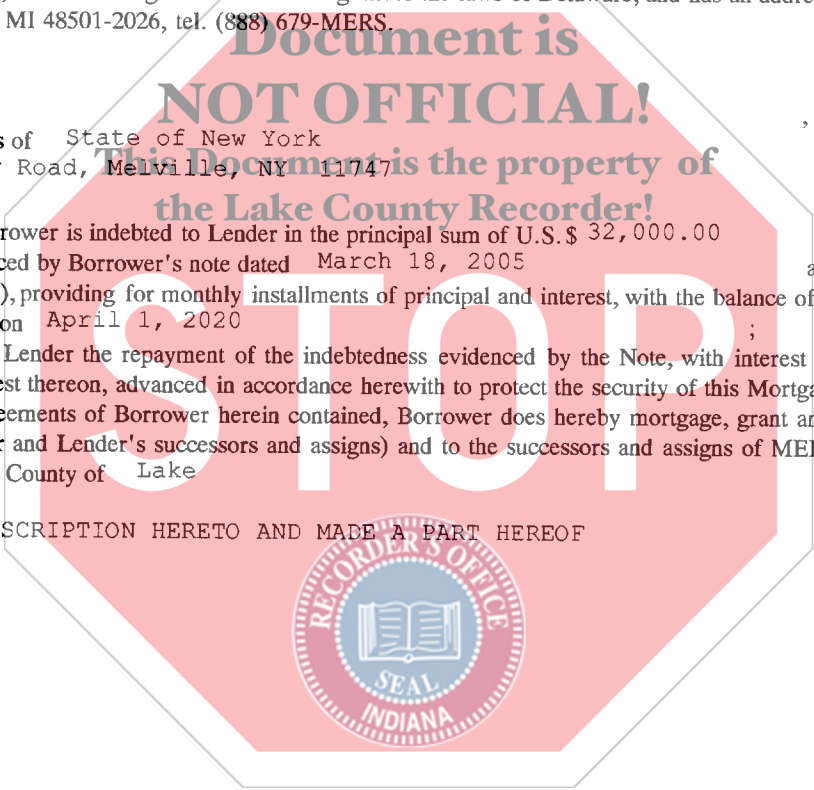 MI 48501-2026, tel. (888) 679-MERS.
Document is
NOT OFFICIAL!
,
s of State of New York
This Document is the property of
Road, Melville, NY 11747
the Lake County Recorder!
rower is indebted to Lender in the principal sum of U.S. $ 32,000.00
ced by Borrower's note dated March 18, 2005 a
), providing for monthly installments of principal and interest, with the balance of
on April 1, 2020 ;
Lender the repayment of the indebtedness evidenced by the Note, with interest
est thereon, advanced in accordance herewith to protect the security of this Mortga
eements of Borrower herein contained, Borrower does hereby mortgage, grant an
r and Lender's successors and assigns) and to the successors and assigns of MER
STOP
County of Lake
SCRIPTION HERETO AND MADE A PART HEREOF
RECORDER'S OFFICE
SEAL
INDIANA